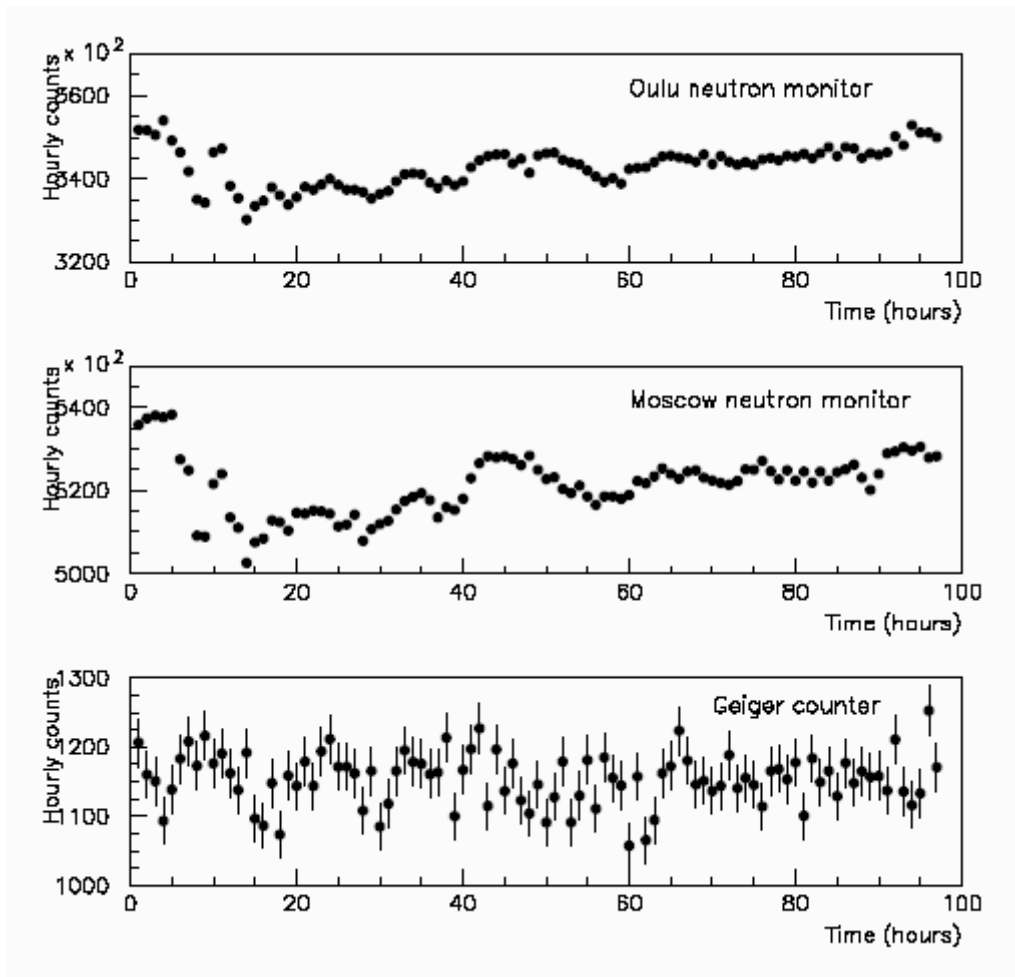 × 10²
Hourly counts
3600
3400
3200
Oulu neutron monitor
0 20 40 60 80 100
Time (hours)
× 10²
Hourly counts
5400
5200
5000
Moscow neutron monitor
0 20 40 60 80 100
Time (hours)
Hourly counts
1300
1200
1100
1000
Geiger counter
0 20 40 60 80 100
Time (hours)